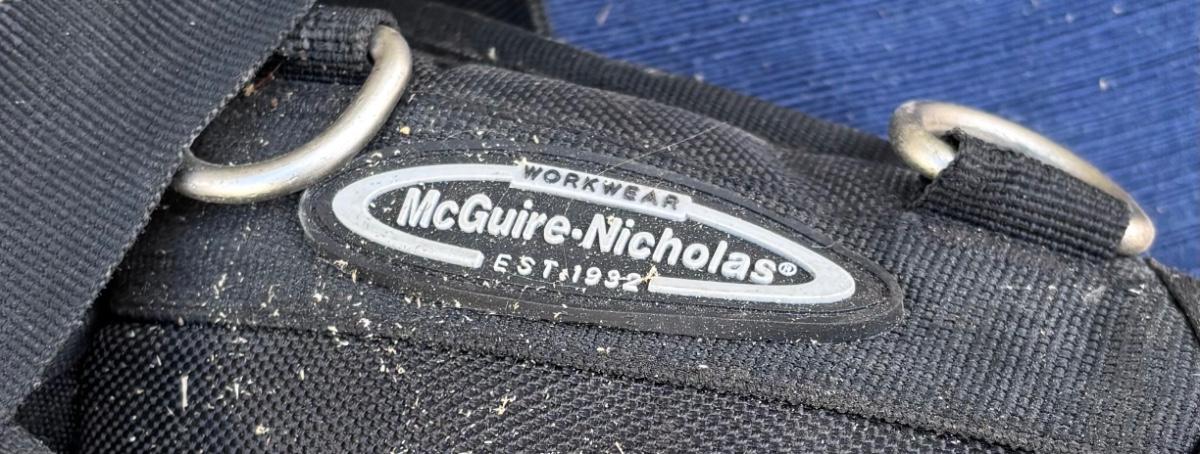 WORKWEAR
McGuire-Nicholas®
EST. 1932